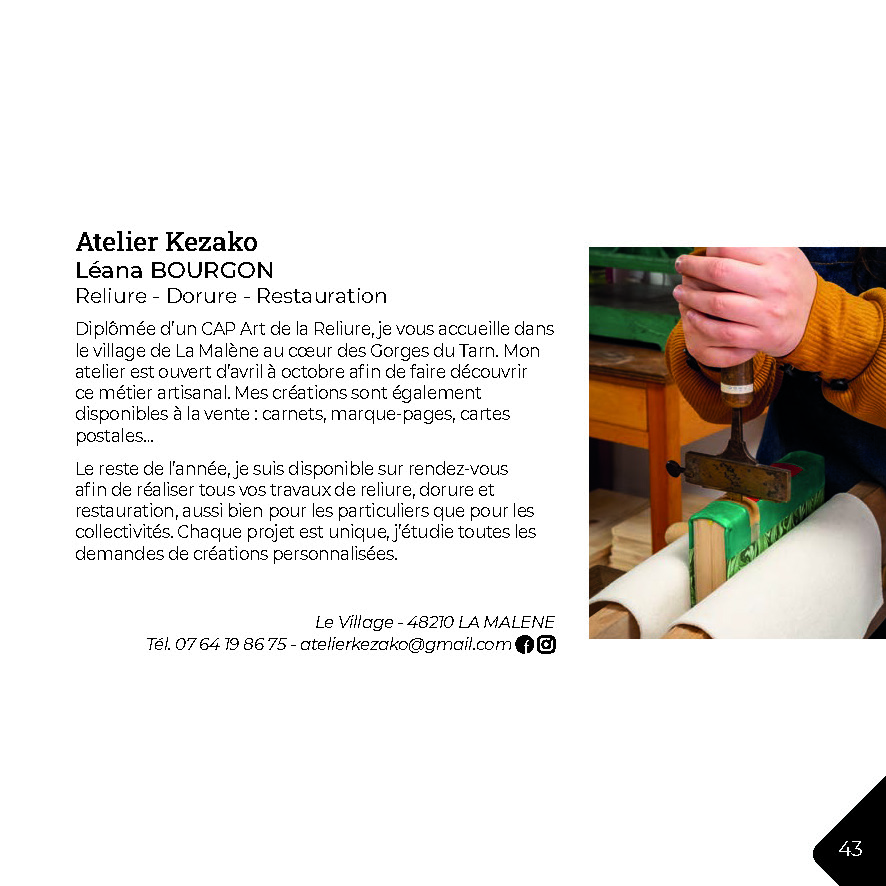 Atelier Kezako
Léana BOURGON
Reliure - Dorure - Restauration
Diplômée d’un CAP Art de la Reliure, je vous accueille dans
le village de La Malène au cœur des Gorges du Tarn. Mon
atelier est ouvert d’avril à octobre afin de faire découvrir
ce métier artisanal. Mes créations sont également
disponibles à la vente : carnets, marque-pages, cartes
postales...
Le reste de l’année, je suis disponible sur rendez-vous
afin de réaliser tous vos travaux de reliure, dorure et
restauration, aussi bien pour les particuliers que pour les
collectivités. Chaque projet est unique, j’étudie toutes les
demandes de créations personnalisées.
Le Village - 48210 LA MALENE
Tél. 07 64 19 86 75 - atelierkezako@gmail.com
43